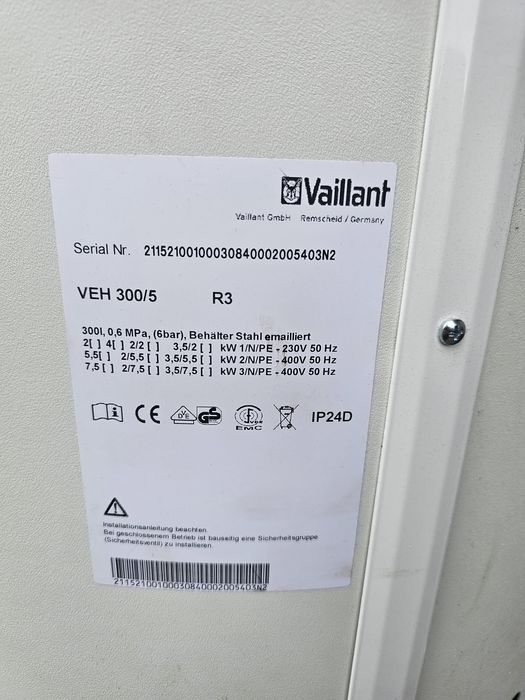 Vaillant
Vaillant GmbH Remscheid / Germany
Serial Nr. 21152100100030840002005403N2
VEH 300/5 R3
300l, 0,6 MPa, (6bar), Behälter Stahl emailliert
2[ ] 4[ ] 2/2 [ ] 3,5/2 [ ] kW 1/N/PE - 230V 50 Hz
5,5[ ] 2/5,5 [ ] 3,5/5,5 [ ] kW 2/N/PE - 400V 50 Hz
7,5 [ ] 2/7,5 [ ] 3,5/7,5 [ ] kW 3/N/PE - 400V 50 Hz
i CE VE GS EMC IP24D
Installationsanleitung beachten.
Bei geschlossenem Betrieb ist bauseitig eine Sicherheitsgruppe
(Sicherheitsventil) zu installieren.
21152100100030840002005403N2